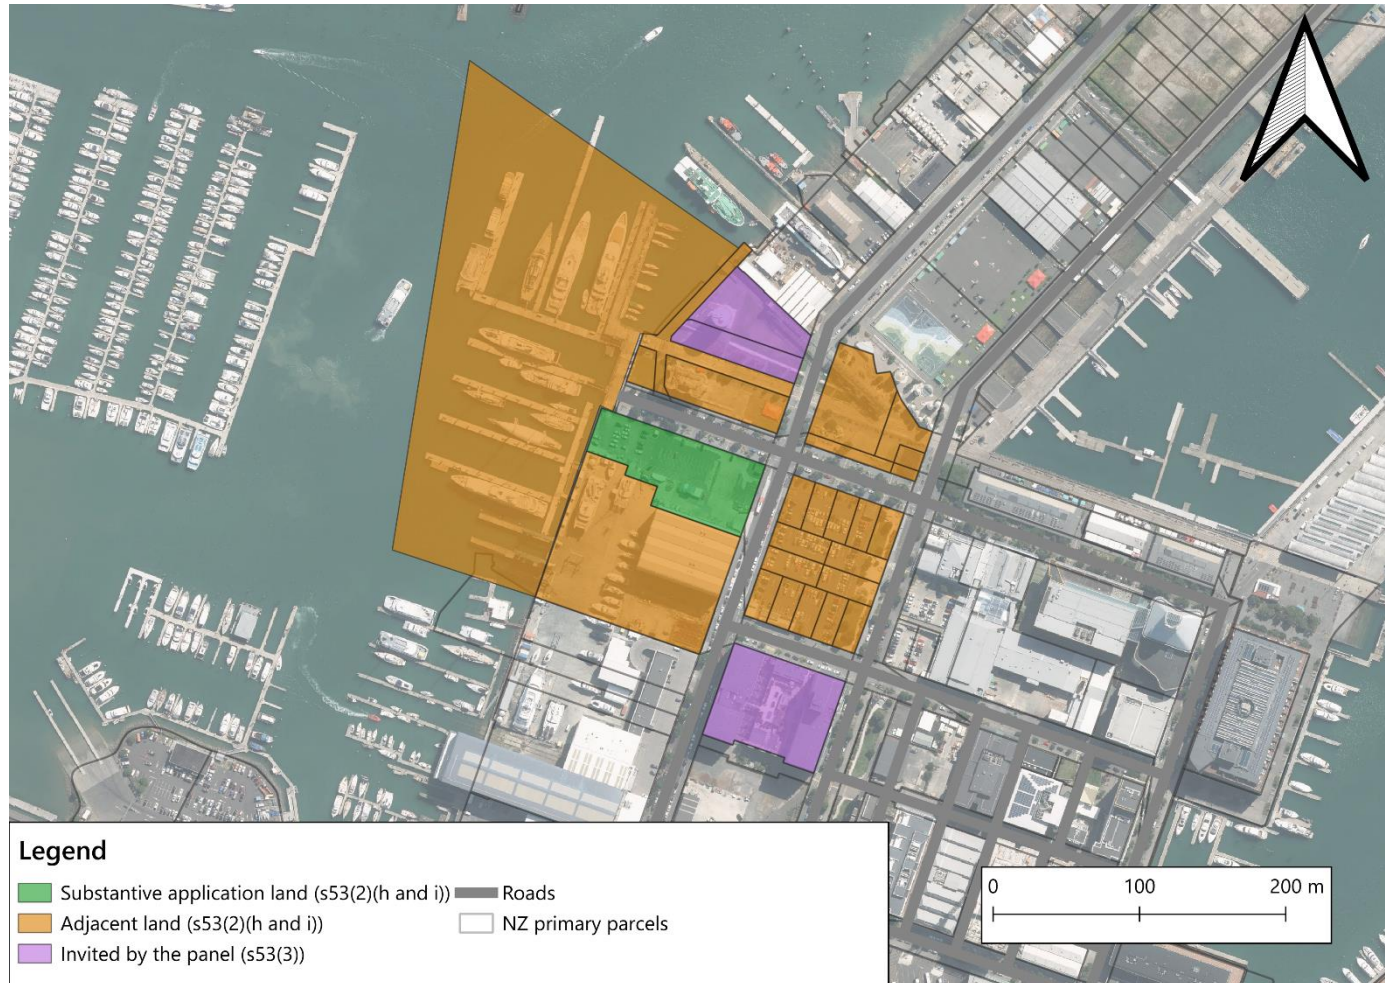 Legend
Substantive application land (s53(2)(h and i)) Roads
Adjacent land (s53(2)(h and i)) NZ primary parcels
Invited by the panel (s53(3))
0 100 200 m